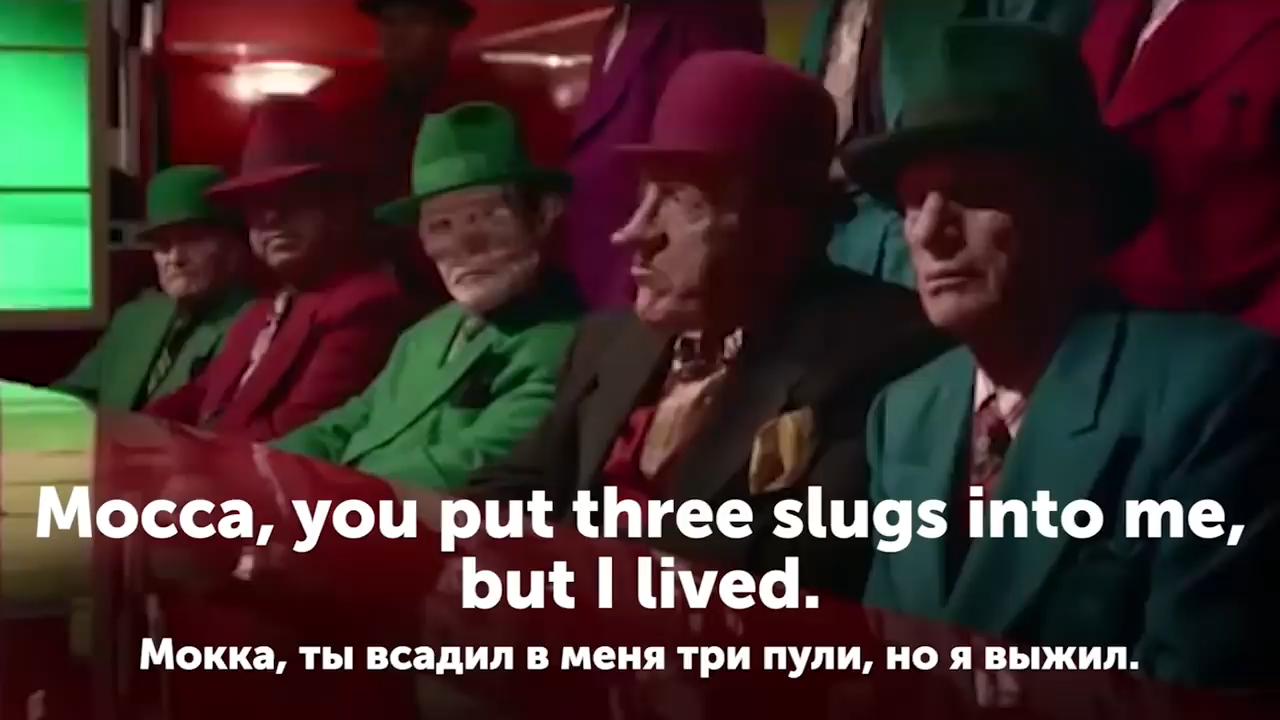 Mocca, you put three slugs into me,
but I lived.
Мокка, ты всадил в меня три пули, но я выжил.